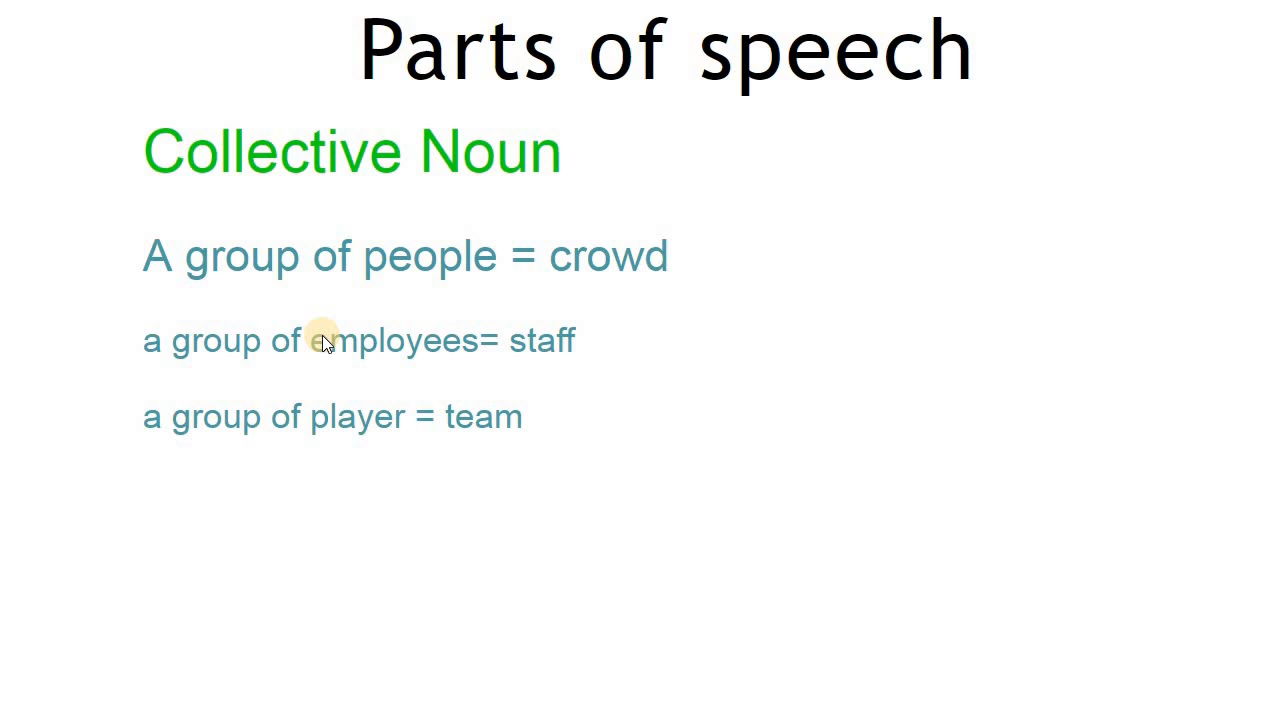 Parts of speech
Collective Noun
A group of people = crowd
a group of employees= staff
a group of player = team